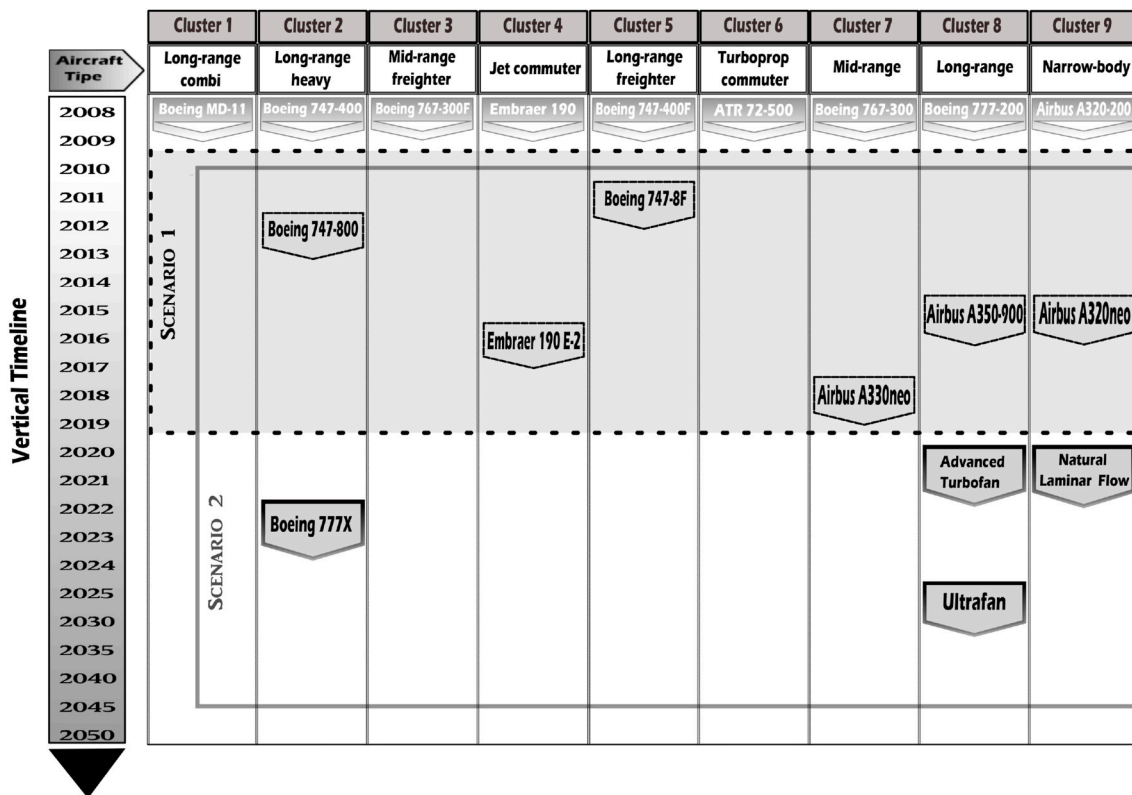 Cluster 1 Cluster 2 Cluster 3 Cluster 4 Cluster 5 Cluster 6 Cluster 7 Cluster 8 Cluster 9
Aircraft
Tipe
Long-range
combi
Long-range
heavy
Mid-range
freighter
Jet commuter
Long-range
freighter
Turboprop
commuter
Mid-range
Long-range
Narrow-body
2008 Boeing MD-11 Boeing 747-400 Boeing 767-300F Embraer 190 Boeing 747-400F ATR 72-500 Boeing 767-300 Boeing 777-200 Airbus A320-200
2009
2010
2011 Boeing 747-8F
2012 Boeing 747-800
2013
2014
2015 Airbus A350-900 Airbus A320neo
2016 Embraer 190 E-2
2017
2018 Airbus A330neo
2019
2020
2021
2022
2023
2024
2025
2030
2035
2040
2045
2050
Advanced
Turbofan
Natural
Laminar Flow
Boeing 777X
Ultrafan
SCENARIO 1
SCENARIO 2
Vertical Timeline